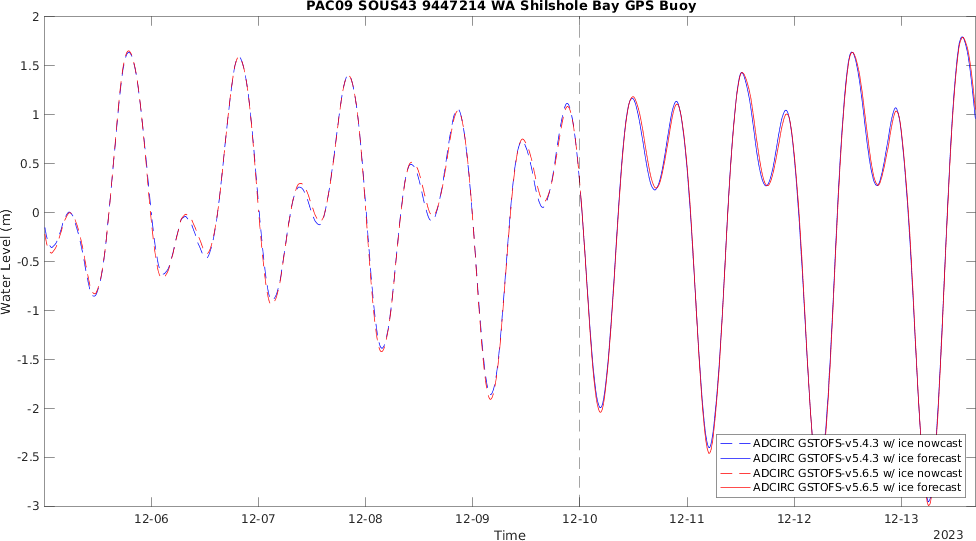 PAC09 SOUS43 9447214 WA Shilshole Bay GPS Buoy
Water Level (m)
2
1.5
1
0.5
0
-0.5
-1
-1.5
-2
-2.5
-3
ADCIRC GSTOFS-v5.4.3 w/ ice nowcast
ADCIRC GSTOFS-v5.4.3 w/ ice forecast
ADCIRC GSTOFS-v5.6.5 w/ ice nowcast
ADCIRC GSTOFS-v5.6.5 w/ ice forecast
12-06 12-07 12-08 12-09 12-10 12-11 12-12 12-13
Time
2023